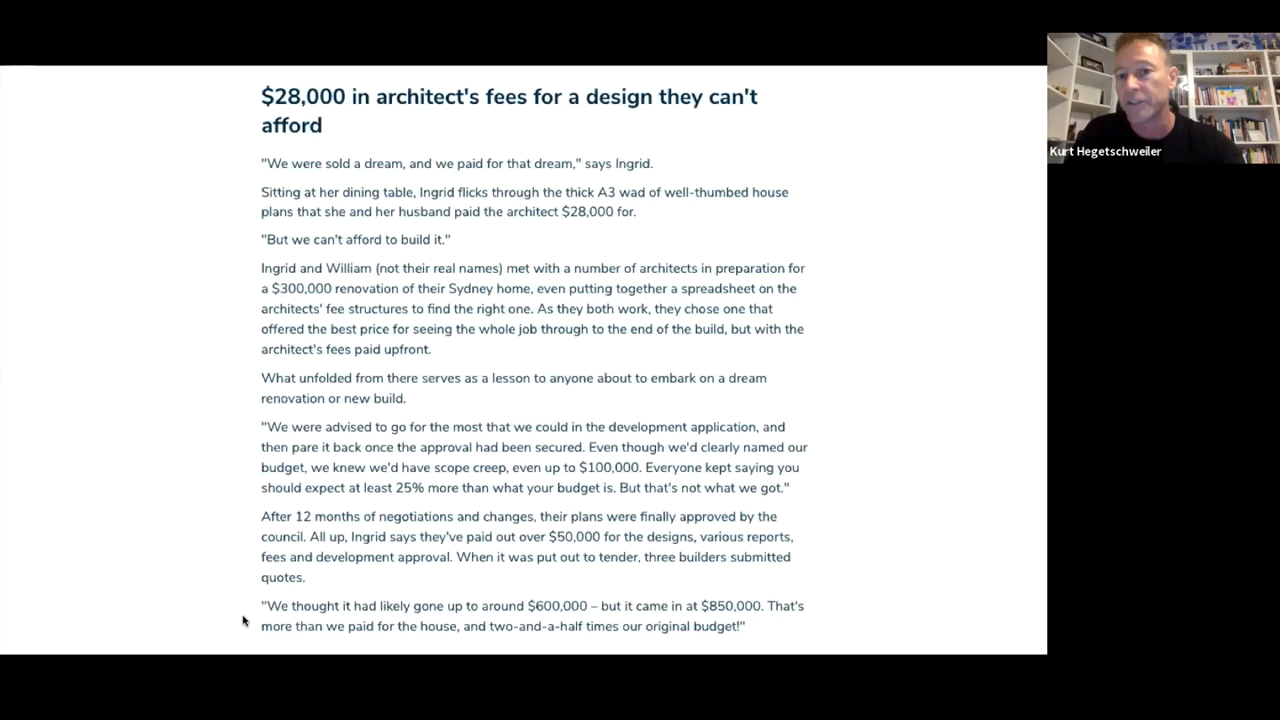 $28,000 in architect's fees for a design they can't
afford
"We were sold a dream, and we paid for that dream," says Ingrid.
Sitting at her dining table, Ingrid flicks through the thick A3 wad of well-thumbed house
plans that she and her husband paid the architect $28,000 for.
"But we can't afford to build it."
Ingrid and William (not their real names) met with a number of architects in preparation for
a $300,000 renovation of their Sydney home, even putting together a spreadsheet on the
architects' fee structures to find the right one. As they both work, they chose one that
offered the best price for seeing the whole job through to the end of the build, but with the
architect's fees paid upfront.
What unfolded from there serves as a lesson to anyone about to embark on a dream
renovation or new build.
"We were advised to go for the most that we could in the development application, and
then pare it back once the approval had been secured. Even though we'd clearly named our
budget, we knew we'd have scope creep, even up to $100,000. Everyone kept saying you
should expect at least 25% more than what your budget is. But that's not what we got."
After 12 months of negotiations and changes, their plans were finally approved by the
council. All up, Ingrid says they've paid out over $50,000 for the designs, various reports,
fees and development approval. When it was put out to tender, three builders submitted
quotes.
"We thought it had likely gone up to around $600,000 – but it came in at $850,000. That's
more than we paid for the house, and two-and-a-half times our original budget!"
Kurt Hegetschweiler